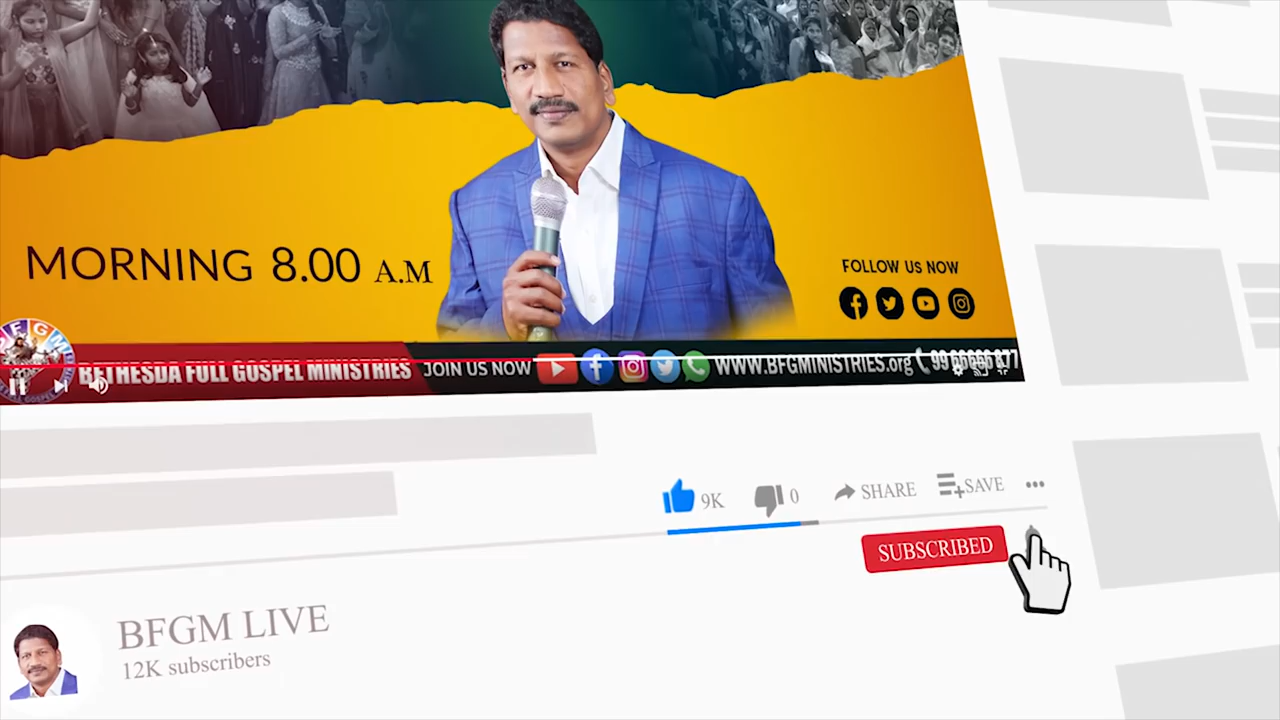 MORNING 8.00 A.M
FOLLOW US NOW
BFGM
BETHESDA FULL GOSPEL MINISTRIES JOIN US NOW WWW.BFGMINISTRIES.org
9K 0 SHARE SAVE
SUBSCRIBED
BFGM LIVE
12K subscribers